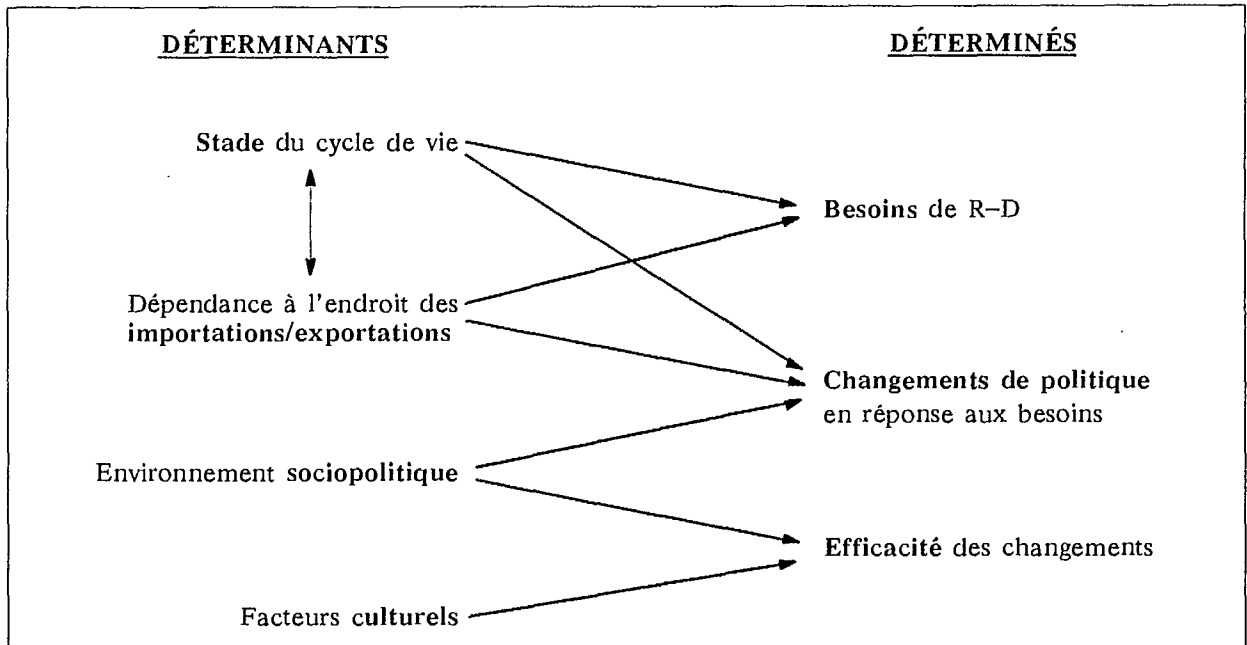 DÉTERMINANTS
DÉTERMINÉS
Stade du cycle de vie
Besoins de R–D
Dépendance à l'endroit des
importations/exportations
Changements de politique
en réponse aux besoins
Environnement sociopolitique
Efficacité des changements
Facteurs culturels